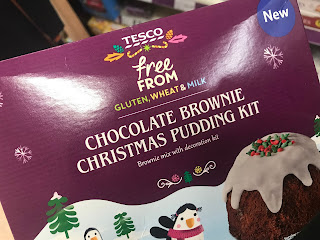 New
TESCO
free
FROM
GLUTEN, WHEAT & MILK
CHOCOLATE BROWNIE
CHRISTMAS PUDDING KIT
Brownie mix with decoration kit